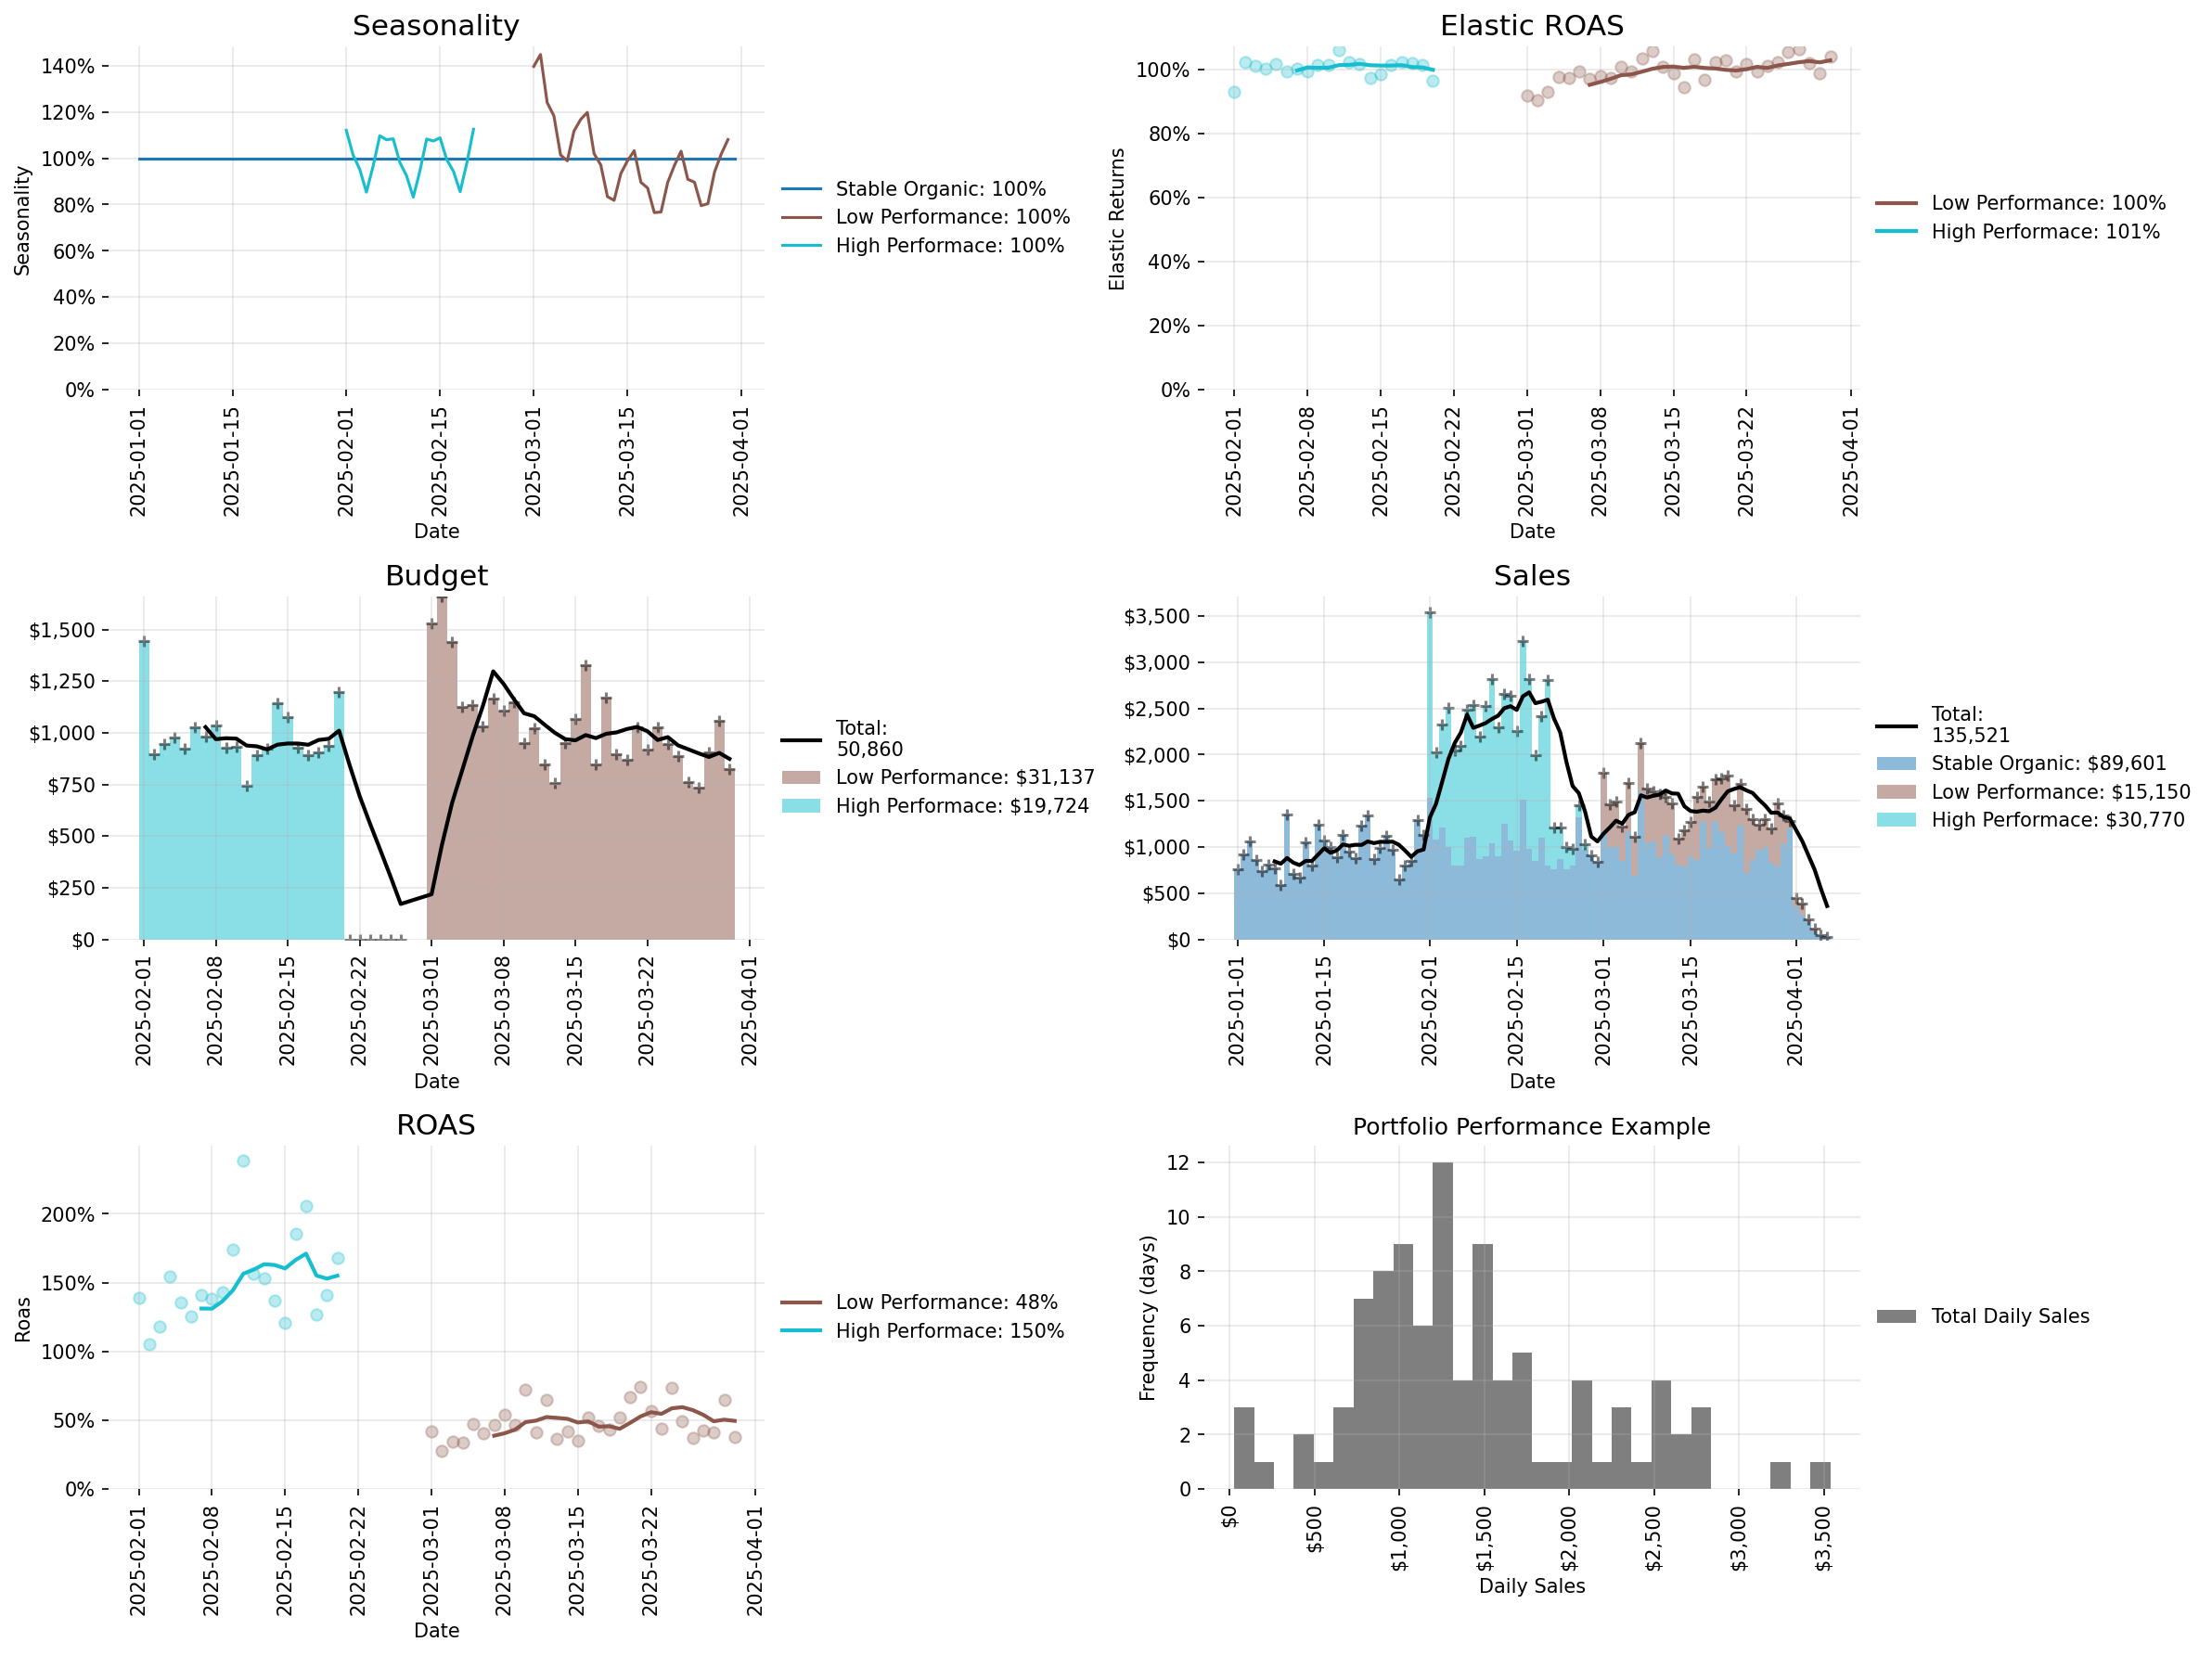 Seasonality
140%
120%
100%
80%
60%
40%
20%
0%
Seasonality
2025-01-01
2025-01-15
2025-02-01
2025-02-15
2025-03-01
2025-03-15
2025-04-01
Date
Stable Organic: 100%
Low Performance: 100%
High Performace: 100%
Elastic ROAS
100%
80%
60%
40%
20%
0%
Elastic Returns
2025-02-01
2025-02-08
2025-02-15
2025-02-22
2025-03-01
2025-03-08
2025-03-15
2025-03-22
2025-04-01
Date
Low Performance: 100%
High Performace: 101%
Budget
$1,500
$1,250
$1,000
$750
$500
$250
$0
2025-02-01
2025-02-08
2025-02-15
2025-02-22
2025-03-01
2025-03-08
2025-03-15
2025-03-22
2025-04-01
Date
Total:
50,860
Low Performance: $31,137
High Performace: $19,724
Sales
$3,500
$3,000
$2,500
$2,000
$1,500
$1,000
$500
$0
2025-01-01
2025-01-15
2025-02-01
2025-02-15
2025-03-01
2025-03-15
2025-04-01
Date
Total:
135,521
Stable Organic: $89,601
Low Performance: $15,150
High Performace: $30,770
ROAS
200%
150%
100%
50%
0%
Roas
2025-02-01
2025-02-08
2025-02-15
2025-02-22
2025-03-01
2025-03-08
2025-03-15
2025-03-22
2025-04-01
Date
Low Performance: 48%
High Performace: 150%
Portfolio Performance Example
12
10
8
6
4
2
0
Frequency (days)
$0
$500
$1,000
$1,500
$2,000
$2,500
$3,000
$3,500
Daily Sales
Total Daily Sales